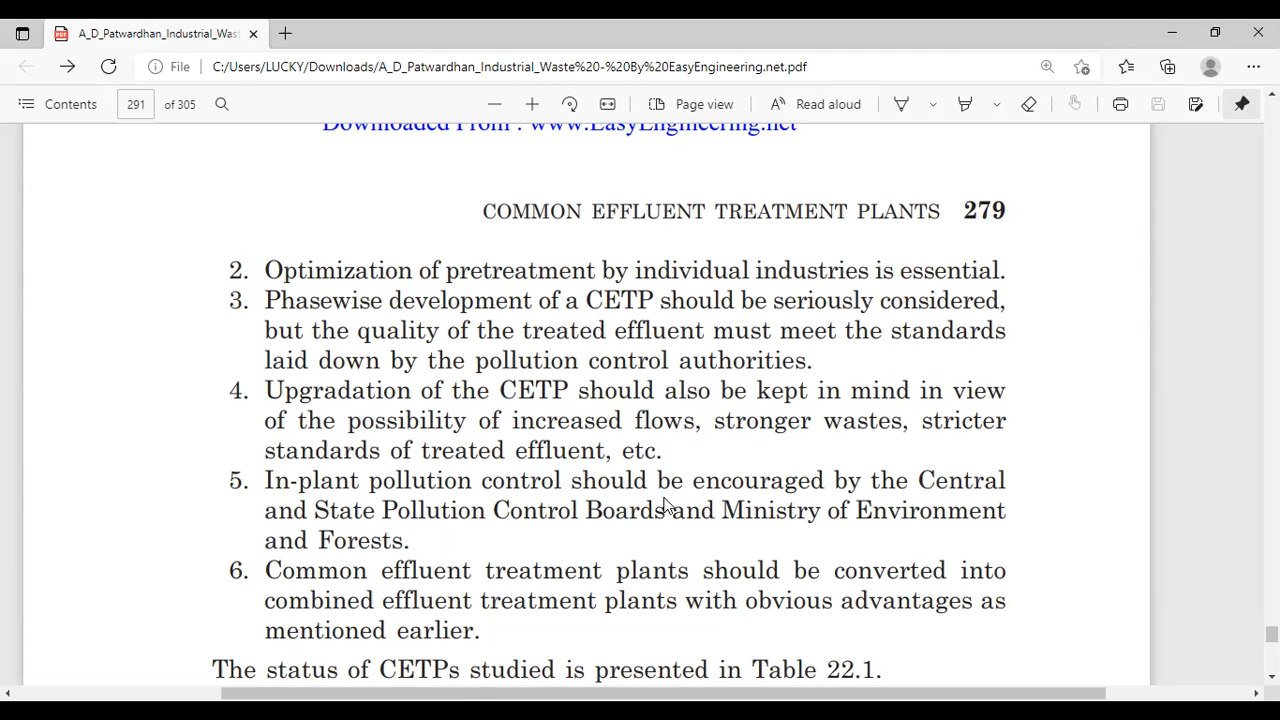 A_D_Patwardhan_Industrial_Wast
File
C:/Users/LUCKY/Downloads/A_D_Patwardhan_Industrial_Waste%20-%20By%20EasyEngineering.net.pdf
Contents
291
of 305
Page view
Read aloud
Downloaded From : www.EasyEngineering.net
COMMON EFFLUENT TREATMENT PLANTS 279
2. Optimization of pretreatment by individual industries is essential.
3. Phasewise development of a CETP should be seriously considered,
but the quality of the treated effluent must meet the standards
laid down by the pollution control authorities.
4. Upgradation of the CETP should also be kept in mind in view
of the possibility of increased flows, stronger wastes, stricter
standards of treated effluent, etc.
5. In-plant pollution control should be encouraged by the Central
and State Pollution Control Boards and Ministry of Environment
and Forests.
6. Common effluent treatment plants should be converted into
combined effluent treatment plants with obvious advantages as
mentioned earlier.
The status of CETPs studied is presented in Table 22.1.